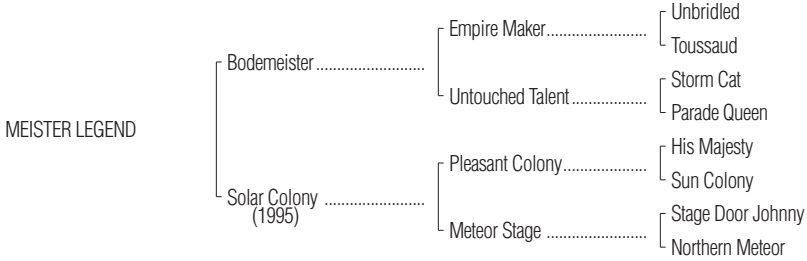 Unbridled
Empire Maker........................
Toussaud
Bodemeister..........................
Storm Cat
Untouched Talent..................
Parade Queen
MEISTER LEGEND
His Majesty
Pleasant Colony....................
Sun Colony
Solar Colony ........................
(1995)
Stage Door Johnny
Meteor Stage ........................
Northern Meteor